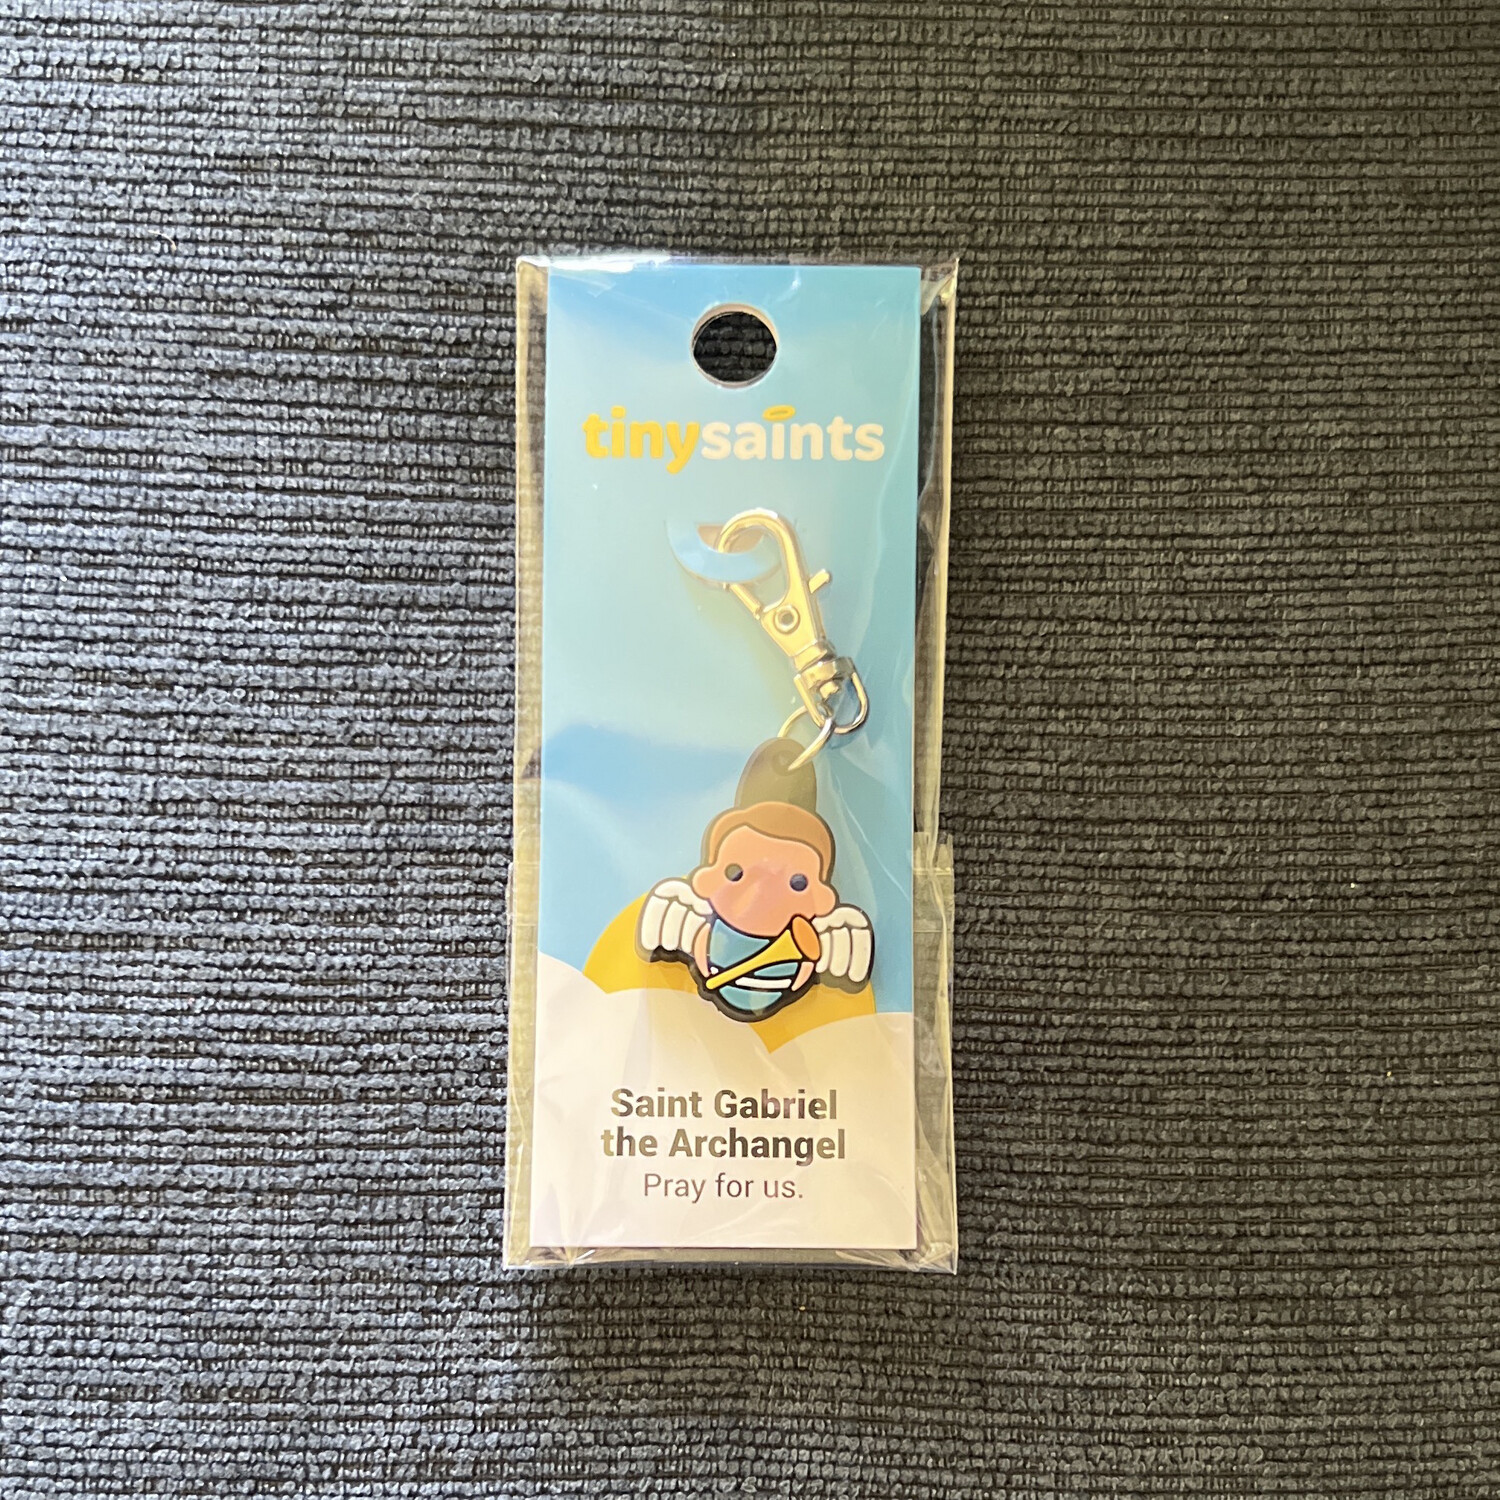 tinysaints
Saint Gabriel
the Archangel
Pray for us.